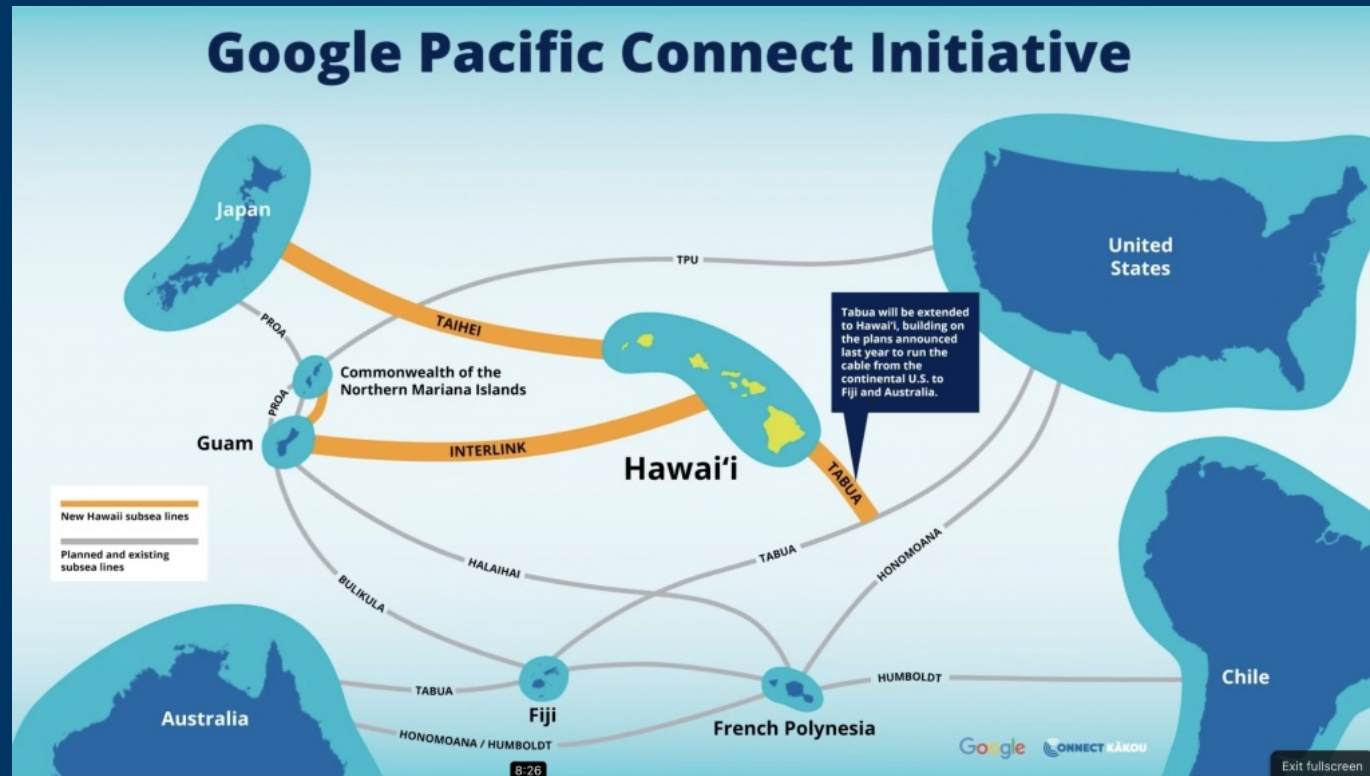 Google Pacific Connect Initiative
Japan
United
States
TPU
PROA
TAIHEI
Tabua will be extended
to Hawai‘i, building on
the plans announced
last year to run the
cable from the
continental U.S. to
Fiji and Australia.
Commonwealth of the
Northern Mariana Islands
PROA
Guam
INTERLINK
Hawai‘i
TABUA
New Hawaii subsea lines
Planned and existing
subsea lines
HALAIHAI
TABUA
HONOMOANA
BULIKULA
TABUA
HUMBOLDT
Chile
Australia
Fiji
French Polynesia
HONOMOANA / HUMBOLDT
Google
CONNECT KĀKOU
8:26
Exit fullscreen